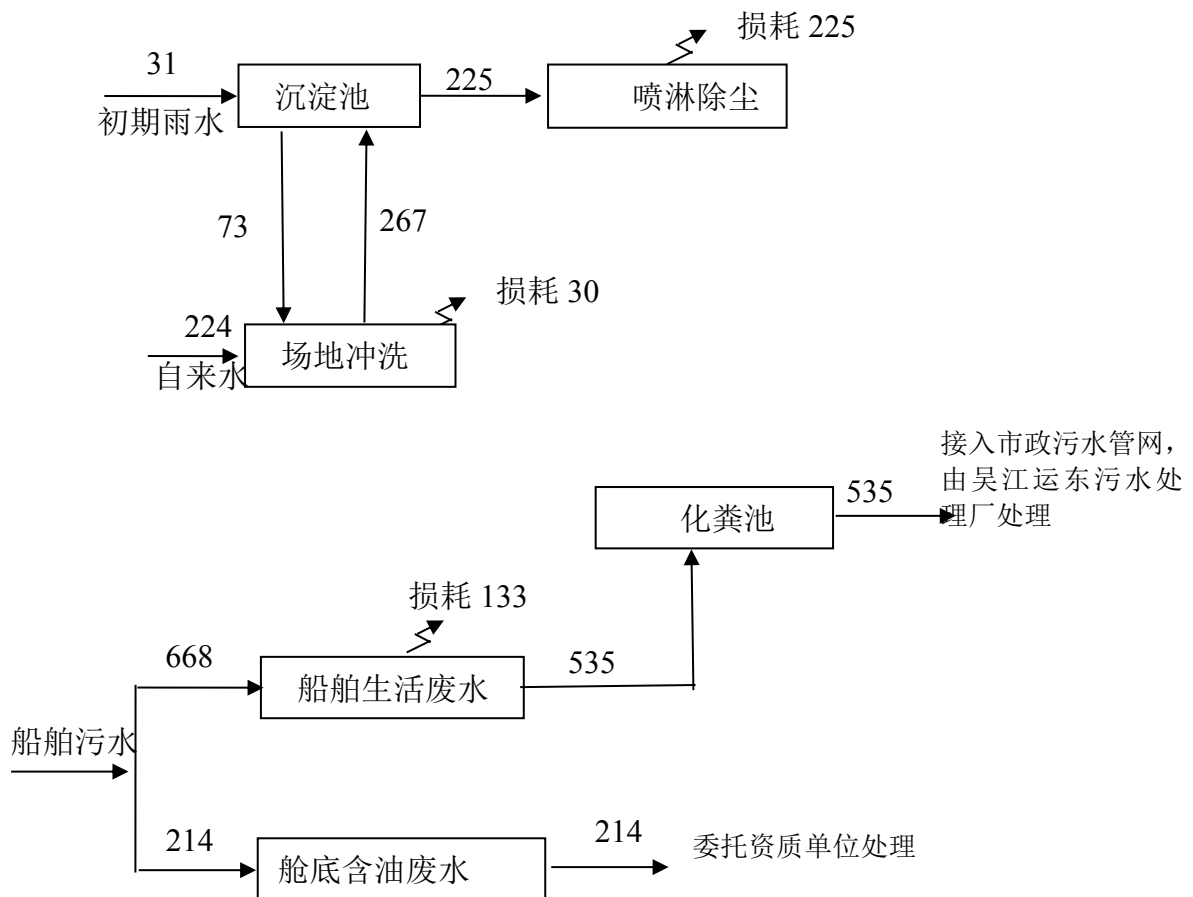 损耗 225
31
沉淀池
225
喷淋除尘
初期雨水
73
267
损耗 30
224
场地冲洗
自来水
接入市政污水管网,
由吴江运东污水处
理厂处理
535
化粪池
损耗 133
668
535
船舶生活废水
船舶污水
214
214
委托资质单位处理
舱底含油废水